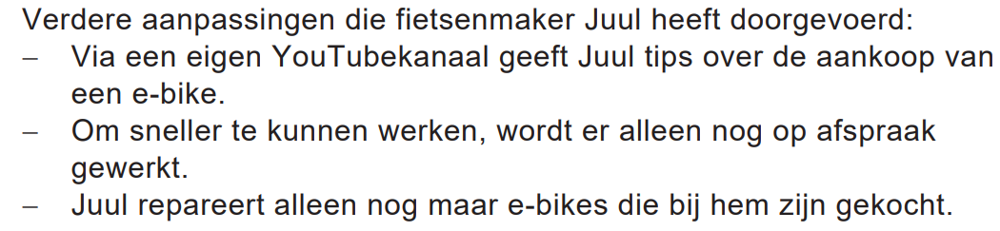 Verdere aanpassingen die fietsenmaker Juul heeft doorgevoerd:
– Via een eigen YouTubekanaal geeft Juul tips over de aankoop van
een e-bike.
– Om sneller te kunnen werken, wordt er alleen nog op afspraak
gewerkt.
– Juul repareert alleen nog maar e-bikes die bij hem zijn gekocht.